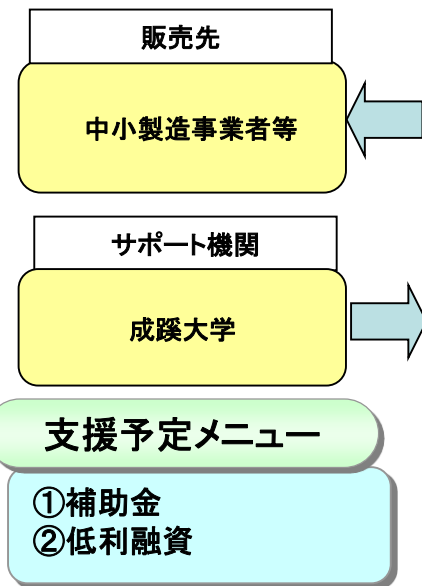 販売先
中小製造事業者等
サポート機関
成蹊大学
支援予定メニュー
①補助金
②低利融資